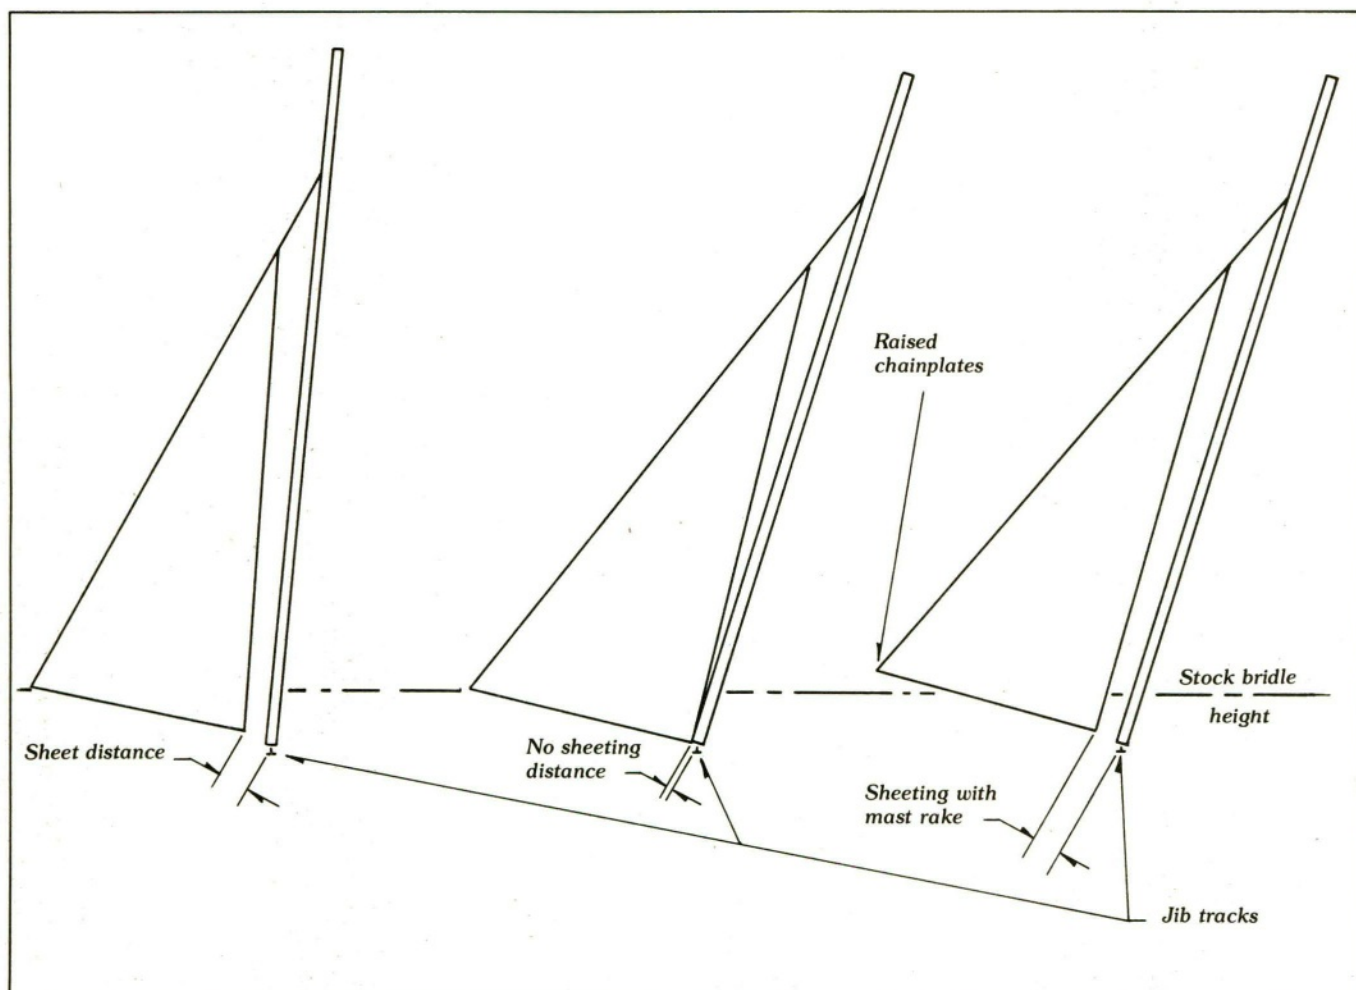 Raised
chainplates
Stock bridle
height
Sheet distance
No sheeting
distance
Sheeting with
mast rake
Jib tracks